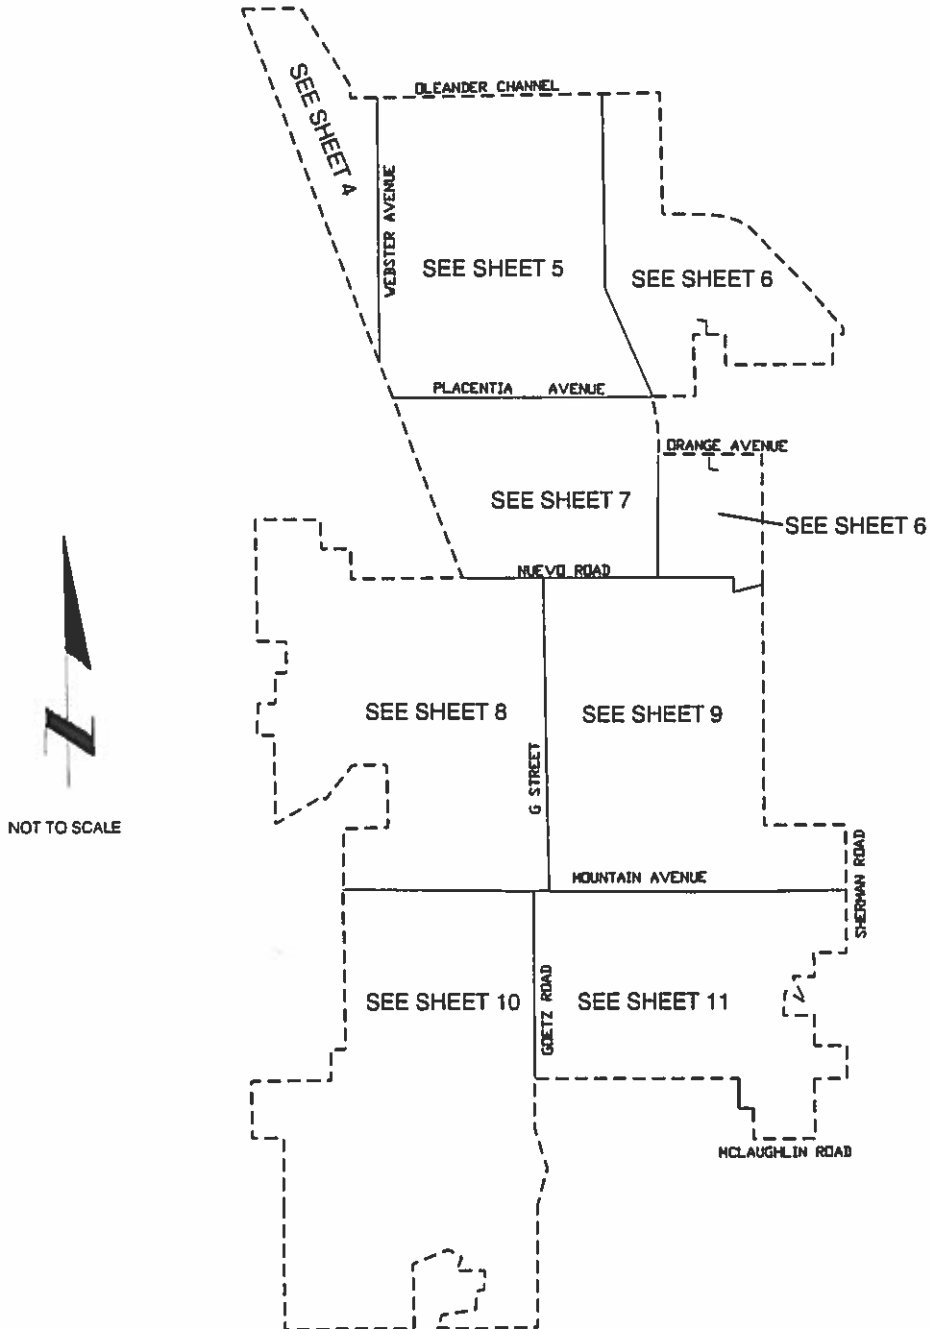 SEE SHEET 4
OLEANDER CHANNEL
WEBSTER AVENUE
SEE SHEET 5
SEE SHEET 6
PLACENTIA AVENUE
ORANGE AVENUE
SEE SHEET 7
SEE SHEET 6
NUEVO ROAD
SEE SHEET 8
SEE SHEET 9
G STREET
N
NOT TO SCALE
MOUNTAIN AVENUE
SHERMAN ROAD
SEE SHEET 10
GOETZ ROAD
SEE SHEET 11
MCLAUGHLIN ROAD